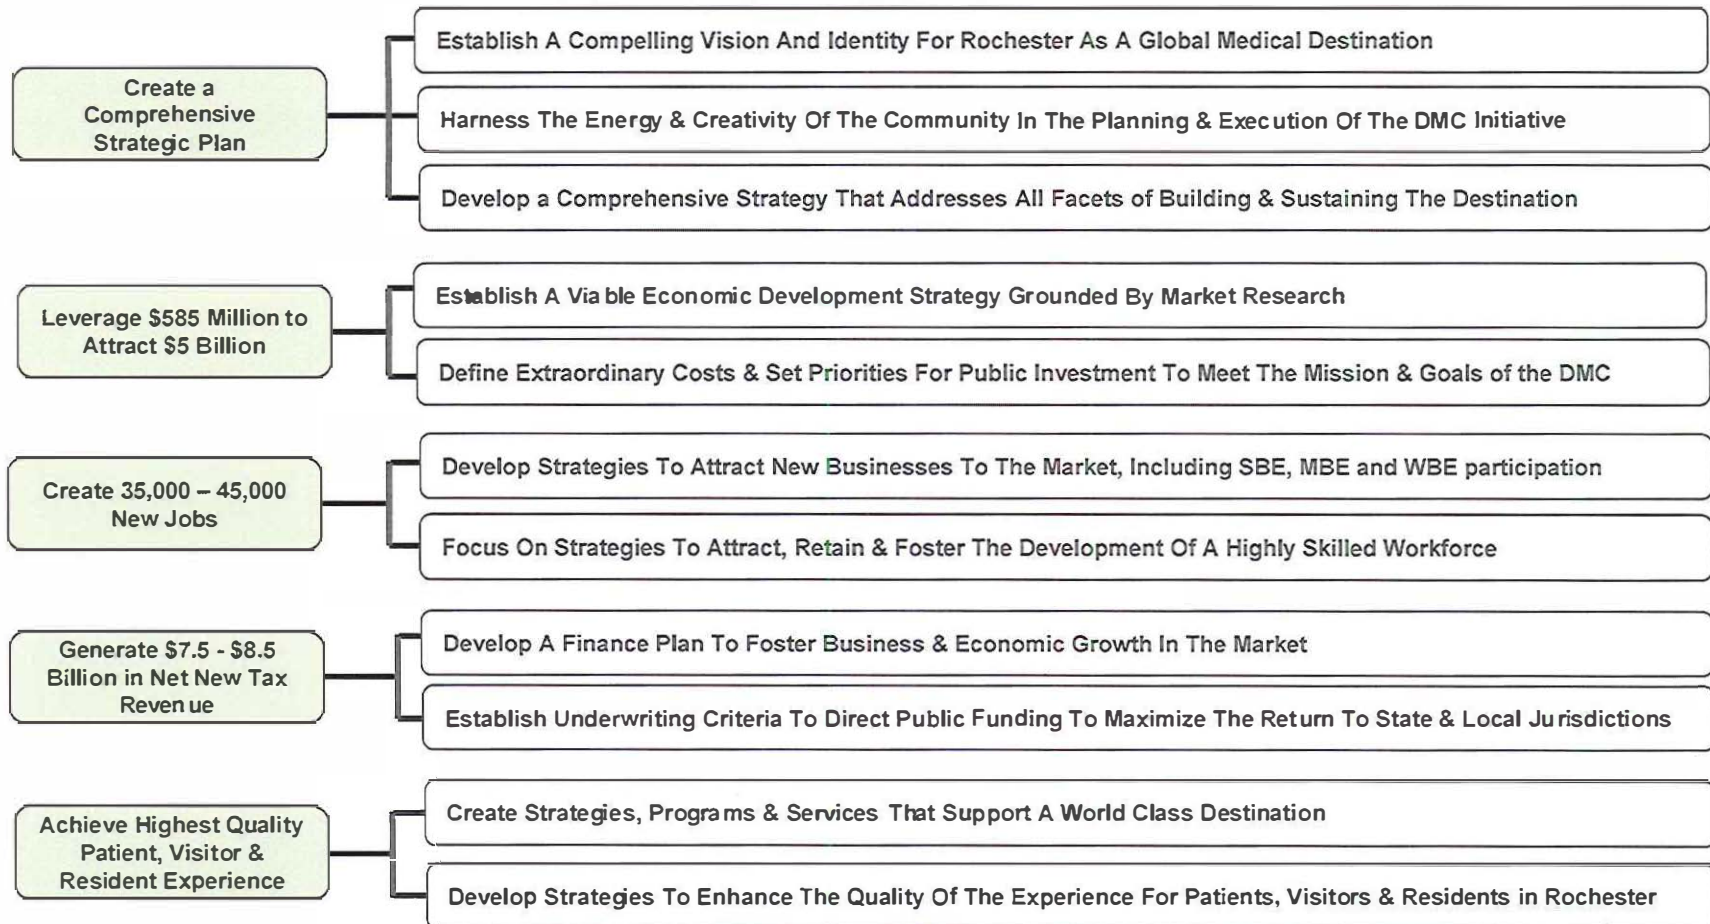 Create a
Comprehensive
Strategic Plan
Establish A Compelling Vision And Identity For Rochester As A Global Medical Destination
Harness The Energy & Creativity Of The Community In The Planning & Execution Of The DMC Initiative
Develop a Comprehensive Strategy That Addresses All Facets of Building & Sustaining The Destination
Leverage $585 Million to
Attract $5 Billion
Establish A Viable Economic Development Strategy Grounded By Market Research
Define Extraordinary Costs & Set Priorities For Public Investment To Meet The Mission & Goals of the DMC
Create 35,000 – 45,000
New Jobs
Develop Strategies To Attract New Businesses To The Market, Including SBE, MBE and WBE participation
Focus On Strategies To Attract, Retain & Foster The Development Of A Highly Skilled Workforce
Generate $7.5 - $8.5
Billion in Net New Tax
Revenue
Develop A Finance Plan To Foster Business & Economic Growth In The Market
Establish Underwriting Criteria To Direct Public Funding To Maximize The Return To State & Local Jurisdictions
Achieve Highest Quality
Patient, Visitor &
Resident Experience
Create Strategies, Programs & Services That Support A World Class Destination
Develop Strategies To Enhance The Quality Of The Experience For Patients, Visitors & Residents in Rochester